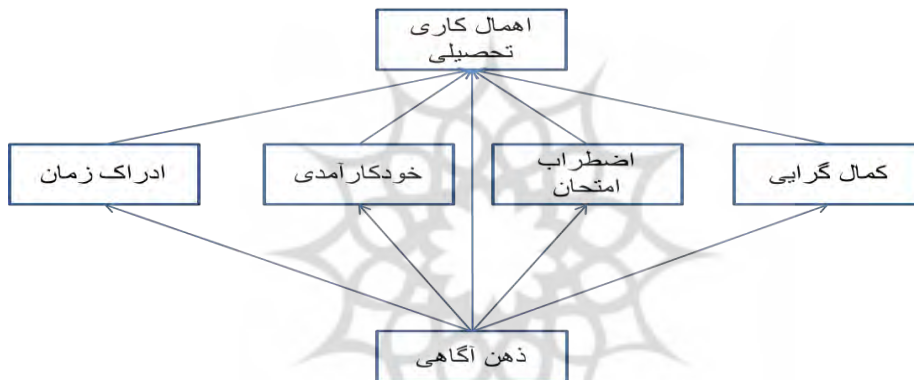 اهمال کاری
تحصیلی
کمال گرایی
اضطراب
امتحان
خودکارآمدی
ادراک زمان
ذهن آگاهی